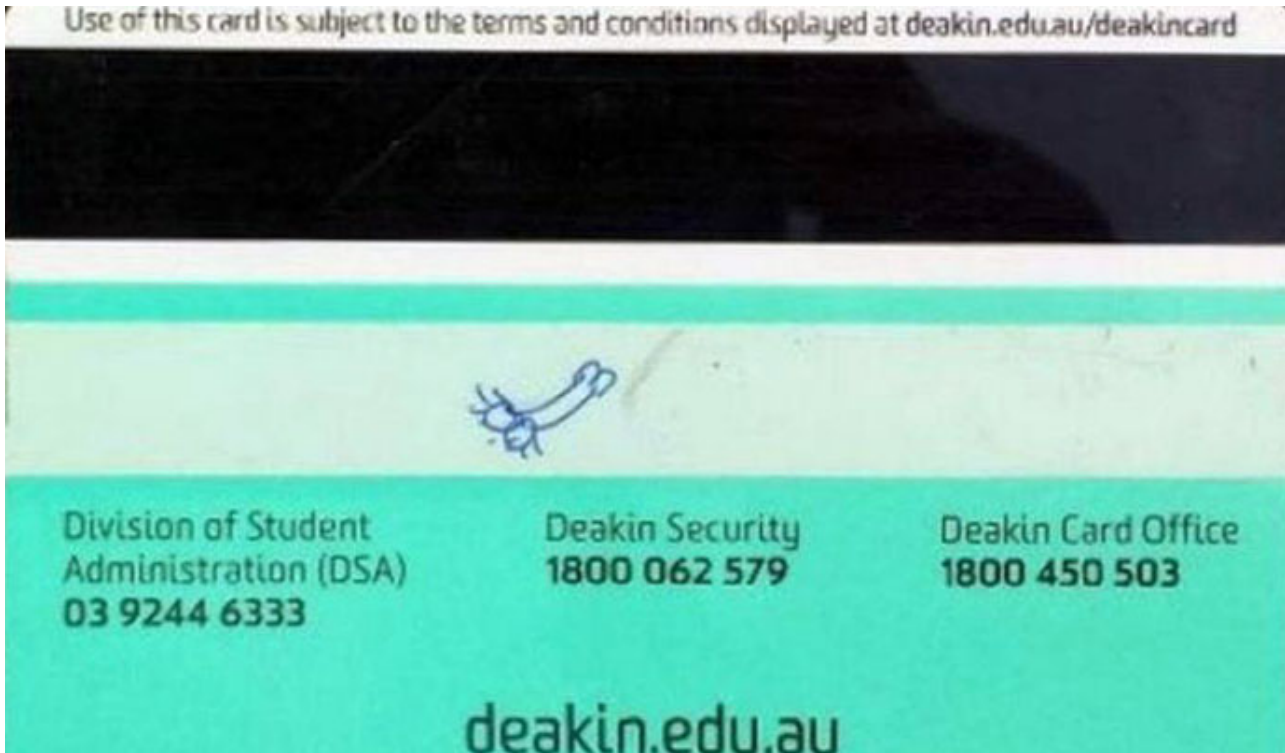 Use of this card is subject to the terms and conditions displayed at deakin.edu.au/deakincard
Division of Student
Administration (DSA)
03 9244 6333
Deakin Security
1800 062 579
Deakin Card Office
1800 450 503
deakin.edu.au